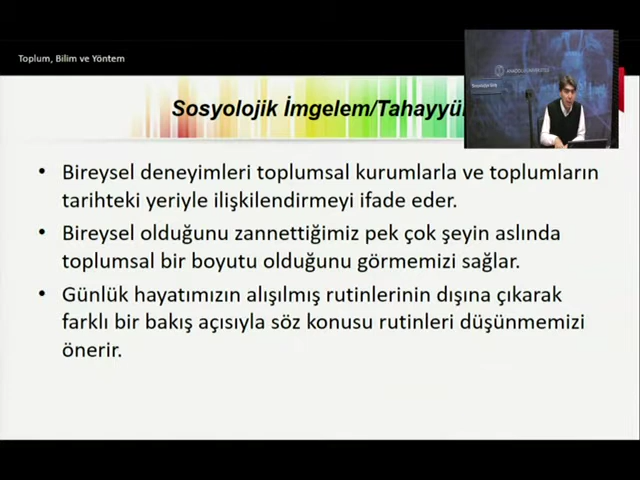 Toplum, Bilim ve Yöntem
Sosyolojik İmgelem/Tahayyül
• Bireysel deneyimleri toplumsal kurumlarla ve toplumların
tarihteki yeriyle ilişkilendirmeyi ifade eder.
• Bireysel olduğunu zannettiğimiz pek çok şeyin aslında
toplumsal bir boyutu olduğunu görmemizi sağlar.
• Günlük hayatımızın alışılmış rutinlerinin dışına çıkarak
farklı bir bakış açısıyla söz konusu rutinleri düşünmemizi
önerir.